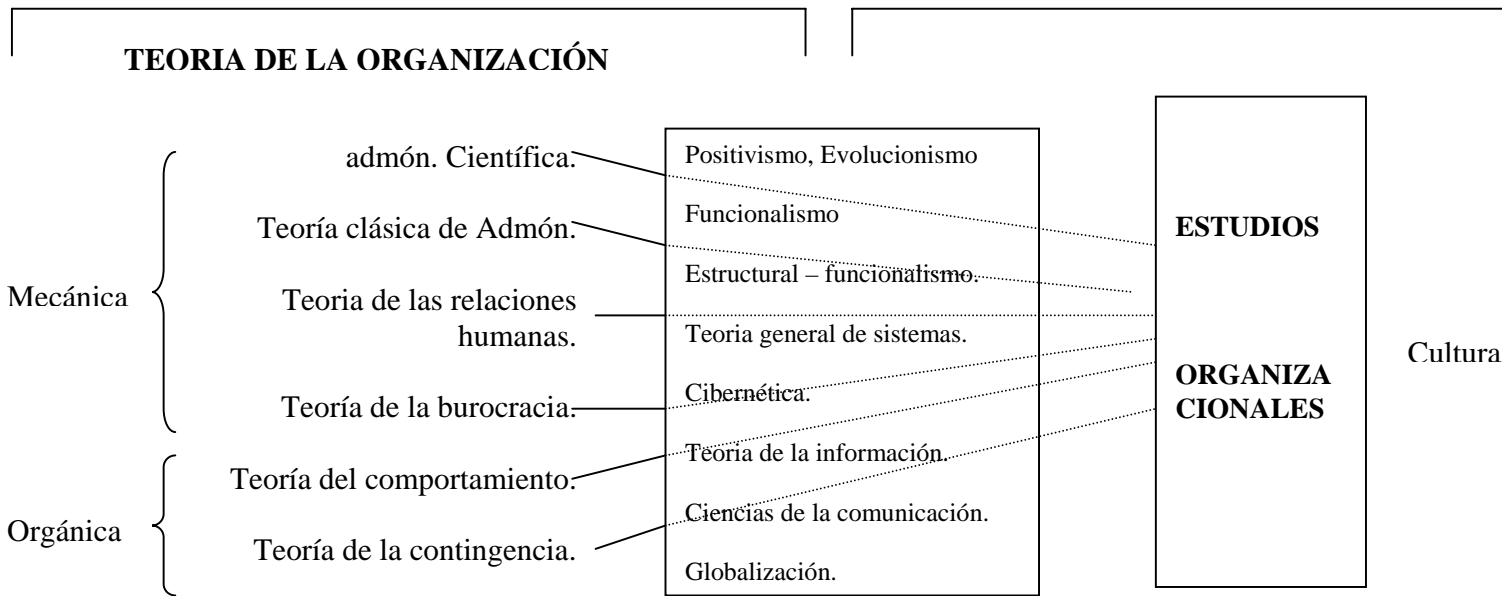 TEORIA DE LA ORGANIZACIÓN
Mecánica
admón. Científica.
Teoría clásica de Admón.
Teoria de las relaciones
humanas.
Teoría de la burocracia.
Orgánica
Teoría del comportamiento.
Teoría de la contingencia.
Positivismo, Evolucionismo
Funcionalismo
Estructural – funcionalismo.
Teoria general de sistemas.
Cibernética.
Teoria de la información.
Ciencias de la comunicación.
Globalización.
ESTUDIOS
ORGANIZA
CIONALES
Cultura